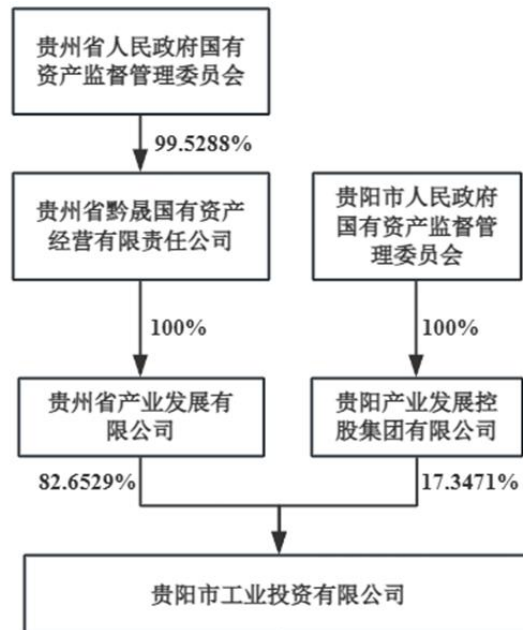 贵州省人民政府国有
资产监督管理委员会
99.5288%
贵州省黔晟国有资产
经营有限责任公司
贵阳市人民政府
国有资产监督管
理委员会
100%
100%
贵州省产业发展有
限公司
贵阳产业发展控
股集团有限公司
82.6529%
17.3471%
贵阳市工业投资有限公司